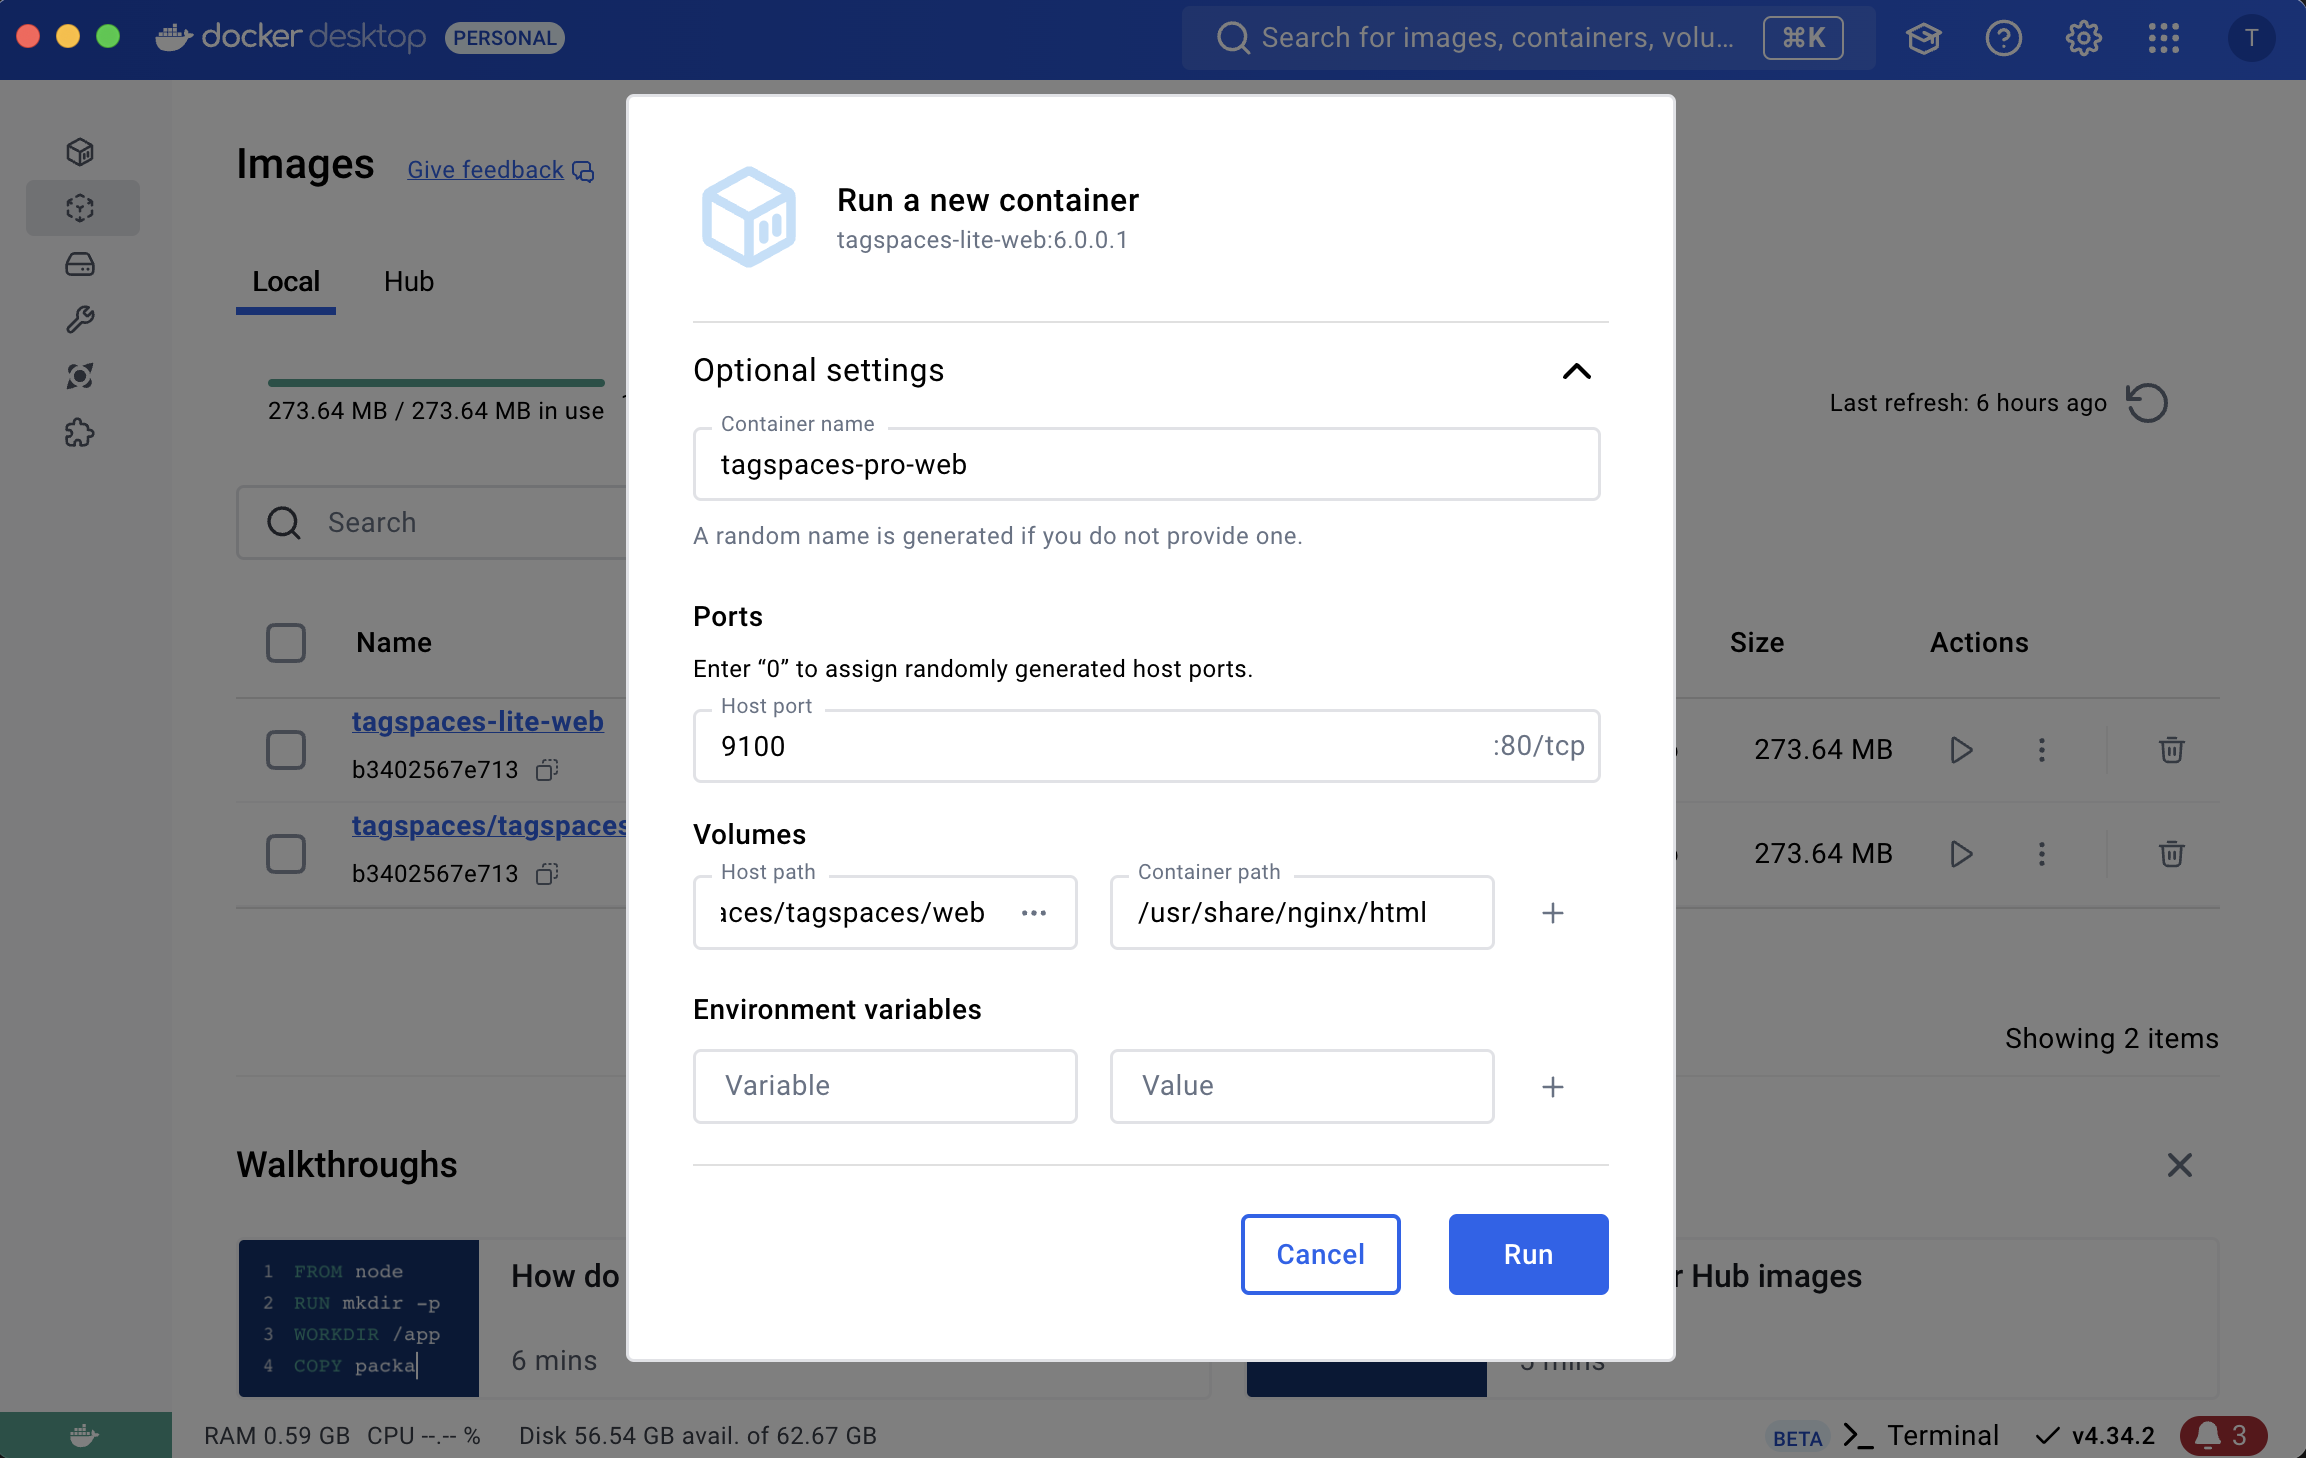 docker desktop PERSONAL
Search for images, containers, volu... ⌘K
T
Images Give feedback
Local Hub
273.64 MB / 273.64 MB in use
Last refresh: 6 hours ago
Search
Name Size Actions
tagspaces-lite-web
b3402567e713
273.64 MB
tagspaces/tagspaces
b3402567e713
273.64 MB
Showing 2 items
Walkthroughs
1 FROM node
2 RUN mkdir -p
3 WORKDIR /app
4 COPY packa
How do
6 mins
r Hub images
mins
Run a new container
tagspaces-lite-web:6.0.0.1
Optional settings
Container name
tagspaces-pro-web
A random name is generated if you do not provide one.
Ports
Enter “0” to assign randomly generated host ports.
Host port
9100 :80/tcp
Volumes
Host path
aces/tagspaces/web ...
Container path
/usr/share/nginx/html
+
Environment variables
Variable Value +
Cancel Run
RAM 0.59 GB CPU --.-- % Disk 56.54 GB avail. of 62.67 GB
BETA >_ Terminal v4.34.2 3